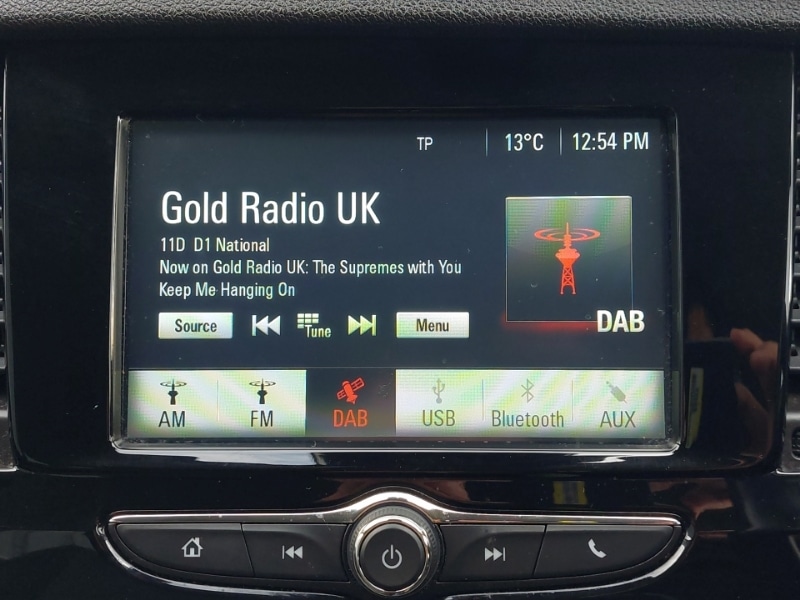 TP 13°C 12:54 PM
Gold Radio UK
11D D1 National
Now on Gold Radio UK: The Supremes with You
Keep Me Hanging On
Source Tune Menu
DAB
AM FM DAB USB Bluetooth AUX